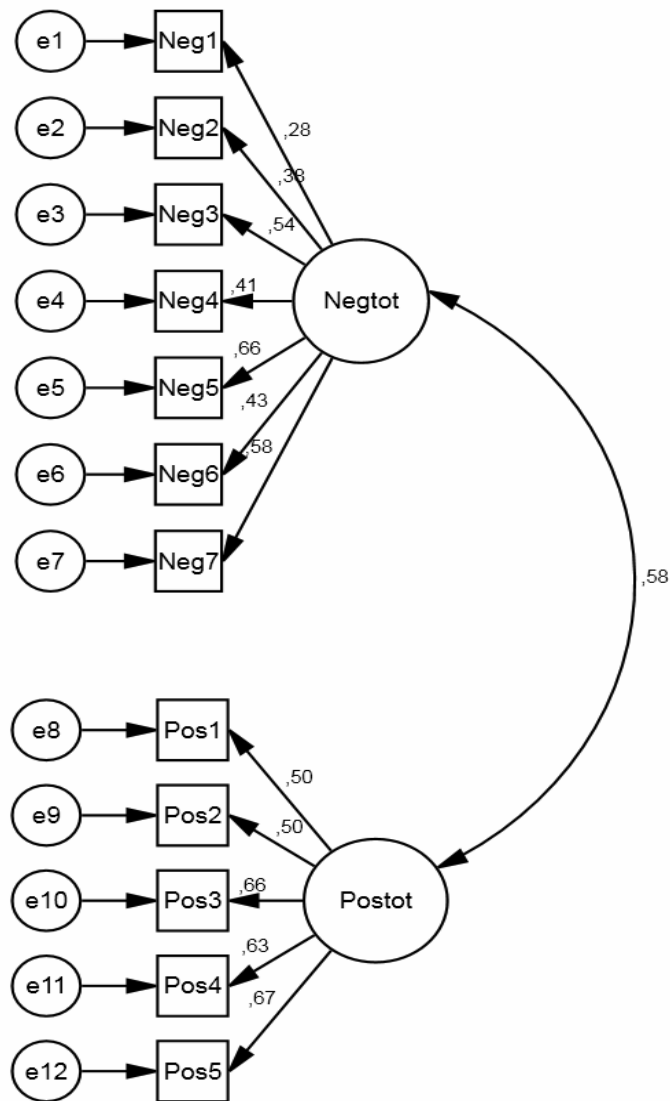 e1 Neg1
,28
e2 Neg2
,38
e3 Neg3
,54
e4 Neg4 ,41 Negtot
,66
e5 Neg5
,43
,58
e6 Neg6
e7 Neg7
,58
e8 Pos1
,50
e9 Pos2 ,50
e10 Pos3 ,66 Postot
,63
e11 Pos4
,67
e12 Pos5